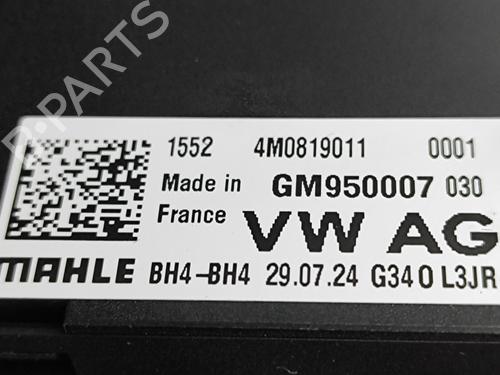 B-PARTS
1552 4M0819011 0001
Made in GM950007 030
France VW AG
MAHLE BH4-BH4 29.07.24 G34 0 L3JR